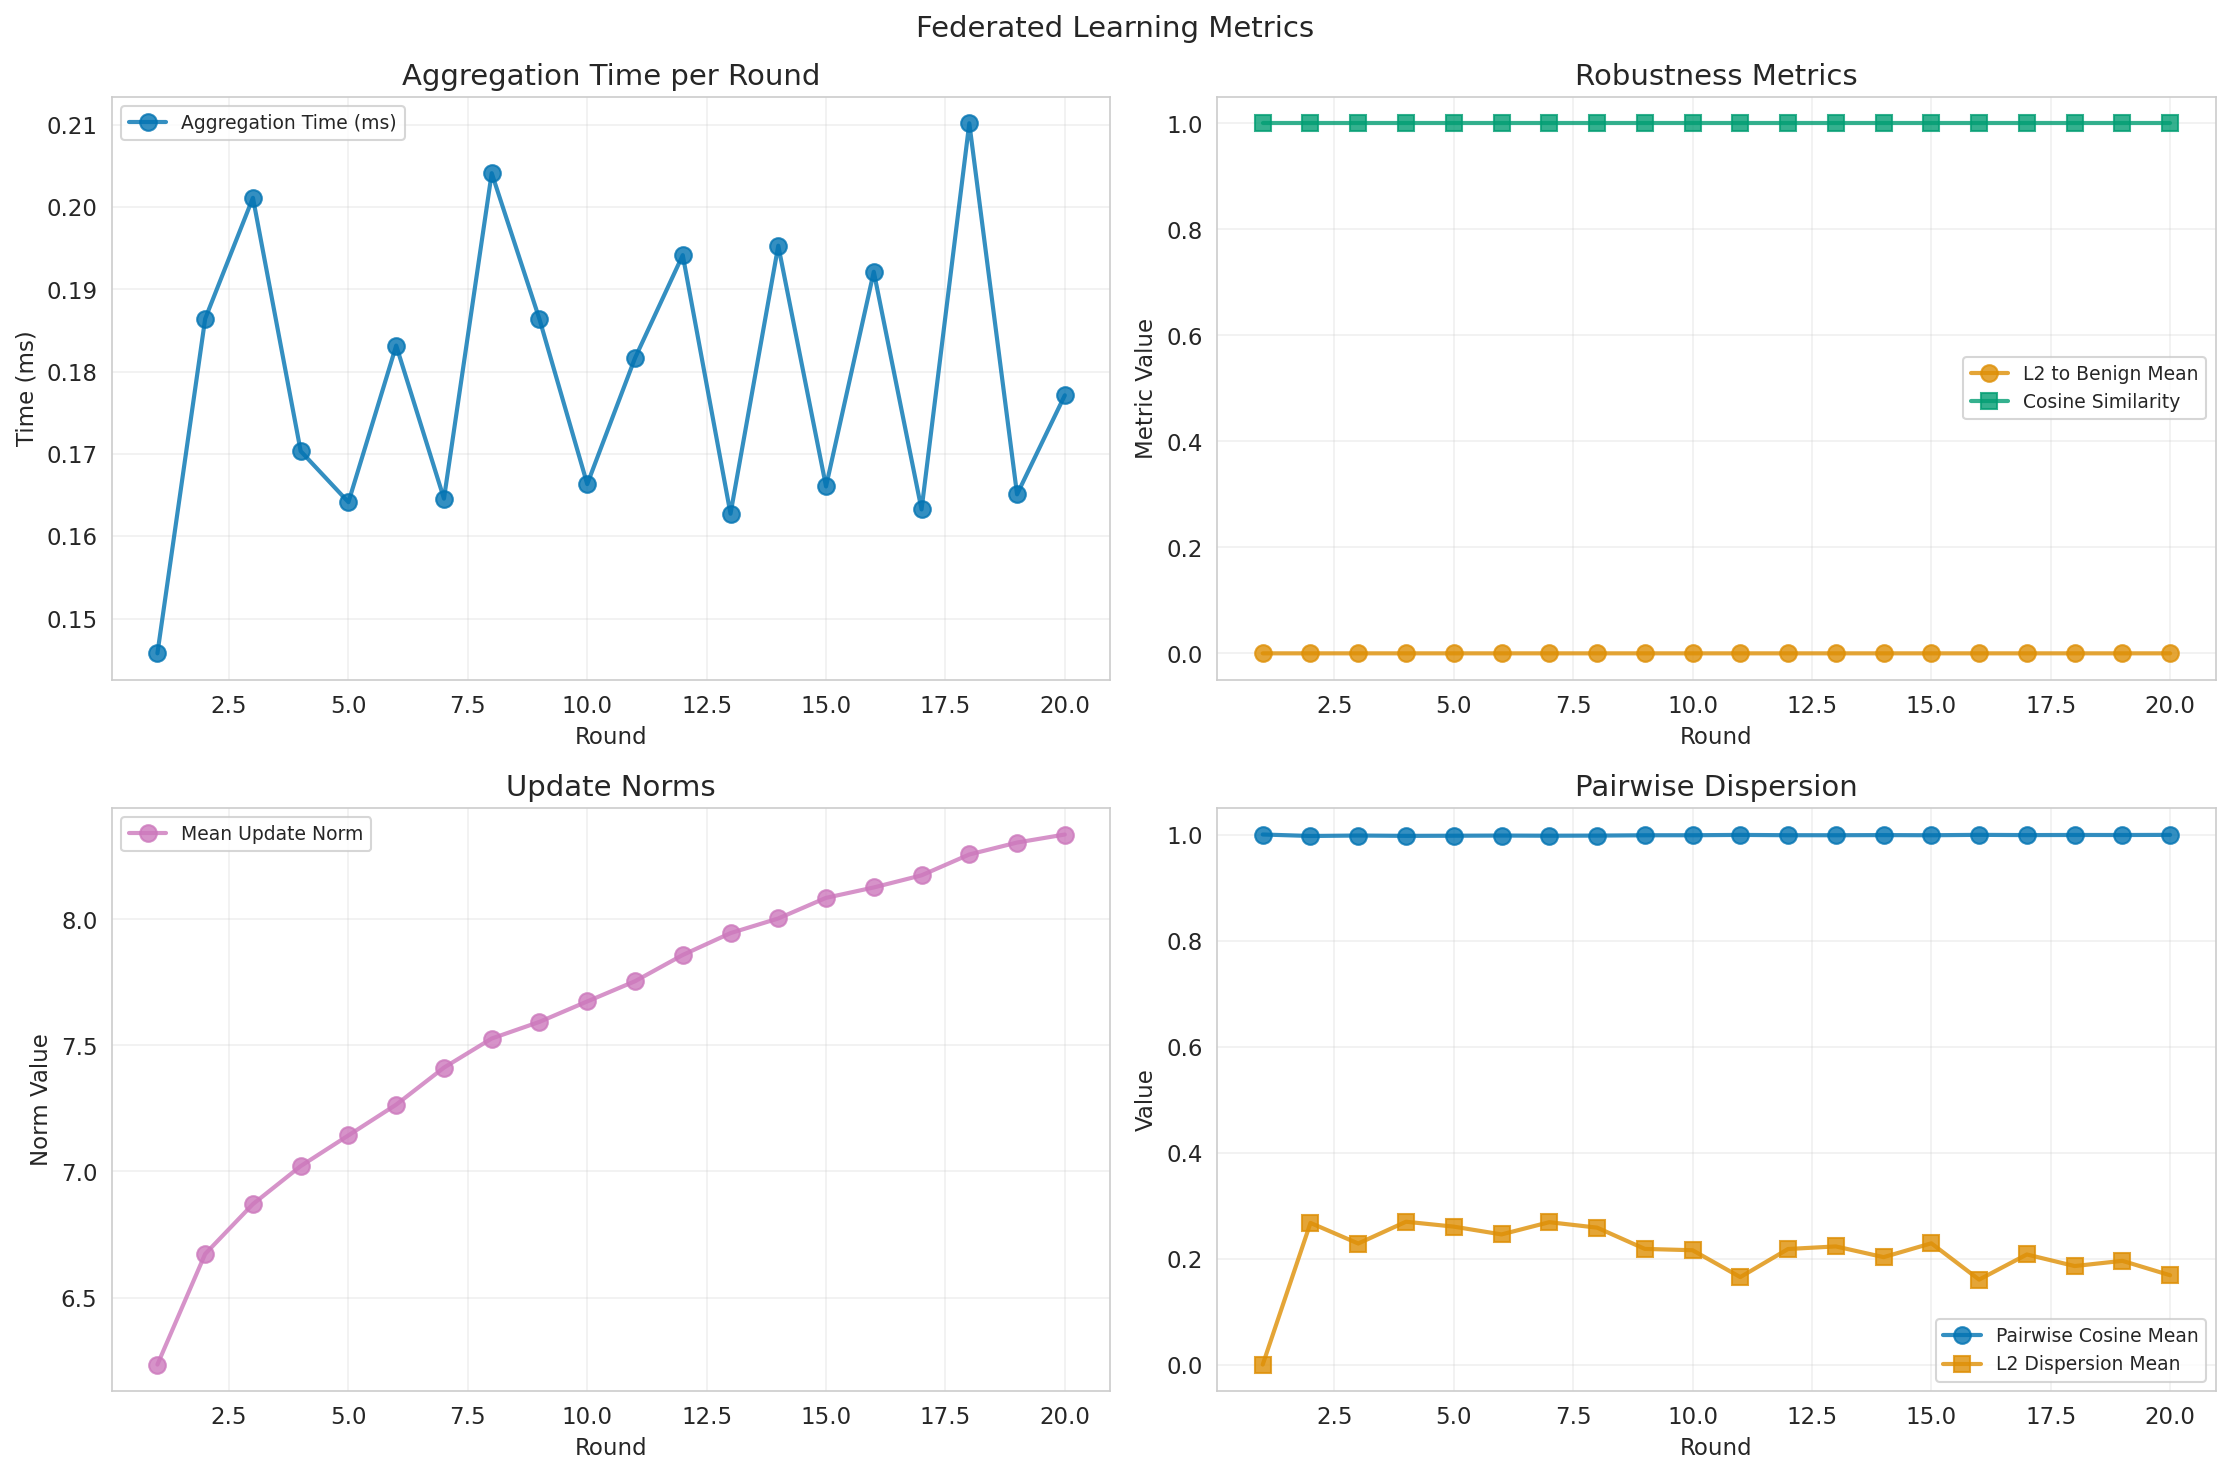 Federated Learning Metrics
Aggregation Time per Round
Aggregation Time (ms)
Time (ms)
0.21
0.20
0.19
0.18
0.17
0.16
0.15
2.5 5.0 7.5 10.0 12.5 15.0 17.5 20.0
Round
Robustness Metrics
Metric Value
1.0
0.8
0.6
0.4
0.2
0.0
L2 to Benign Mean
Cosine Similarity
2.5 5.0 7.5 10.0 12.5 15.0 17.5 20.0
Round
Update Norms
Mean Update Norm
Norm Value
8.0
7.5
7.0
6.5
2.5 5.0 7.5 10.0 12.5 15.0 17.5 20.0
Round
Pairwise Dispersion
Value
1.0
0.8
0.6
0.4
0.2
0.0
Pairwise Cosine Mean
L2 Dispersion Mean
2.5 5.0 7.5 10.0 12.5 15.0 17.5 20.0
Round